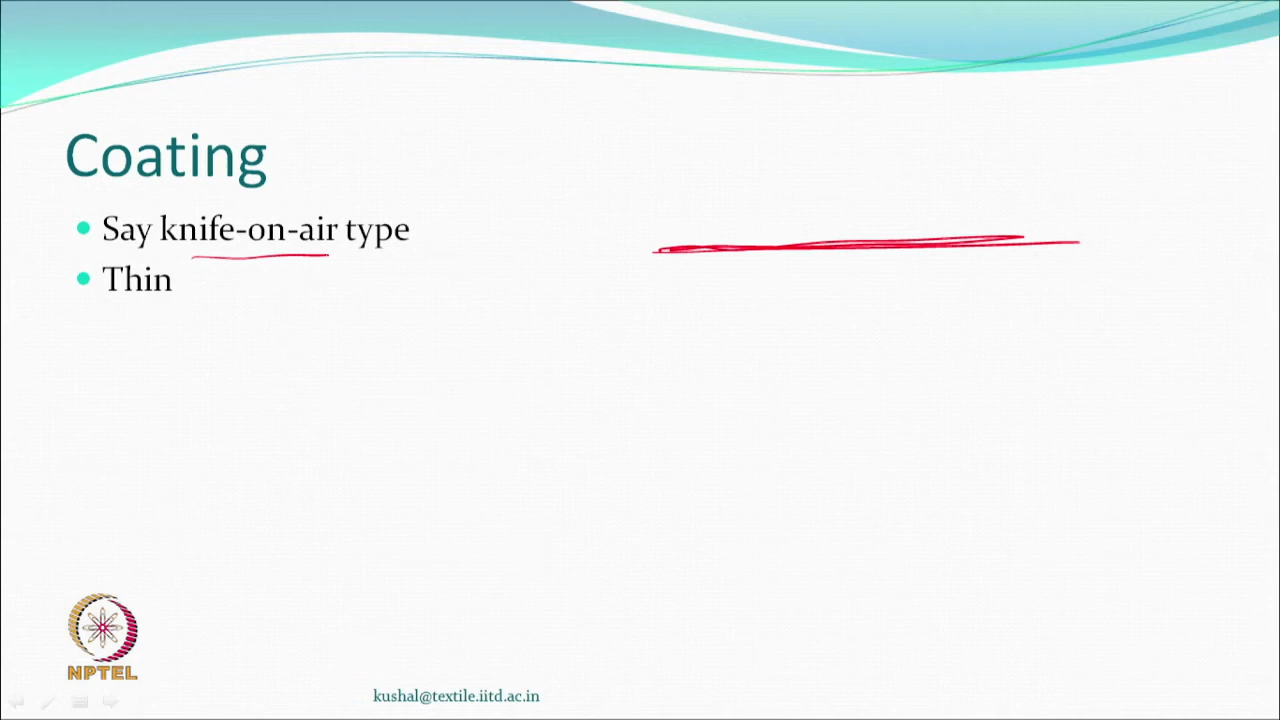 Coating
Say knife-on-air type
Thin
NPTEL
kushal@textile.iitd.ac.in